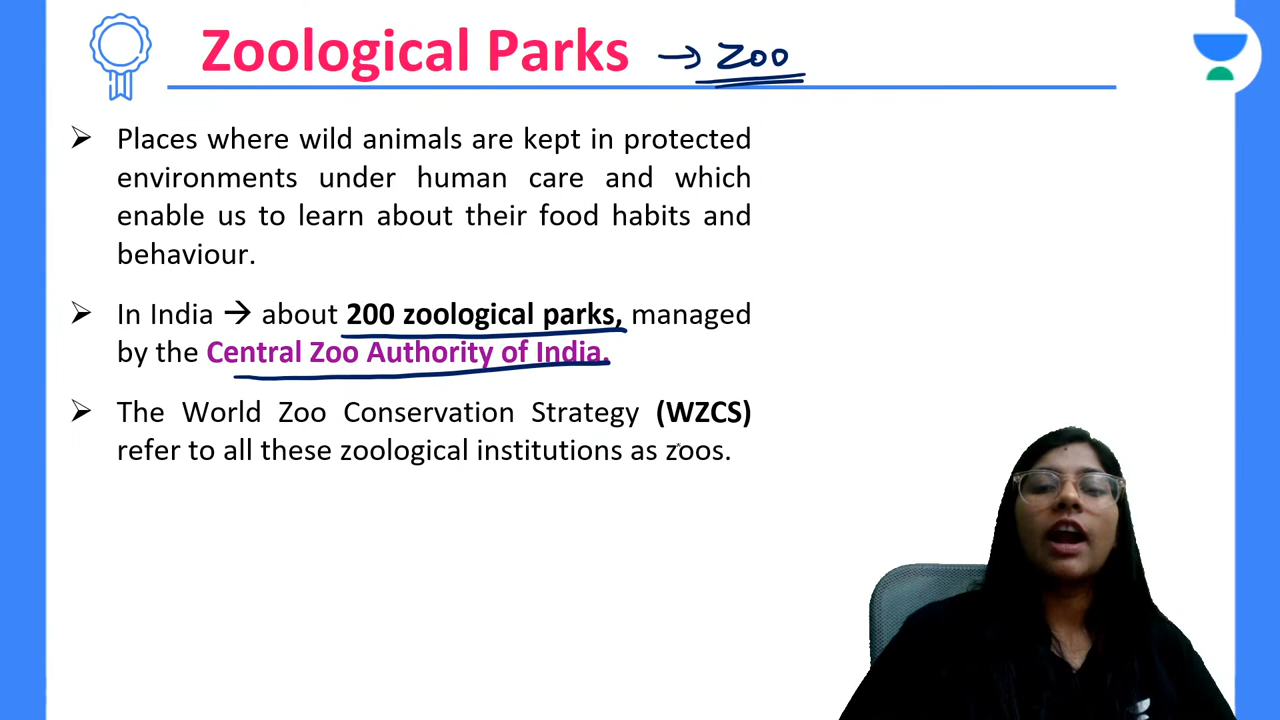 Zoological Parks → Zoo
➢ Places where wild animals are kept in protected
environments under human care and which
enable us to learn about their food habits and
behaviour.
➢ In India → about 200 zoological parks, managed
by the Central Zoo Authority of India.
➢ The World Zoo Conservation Strategy (WZCS)
refer to all these zoological institutions as zoos.